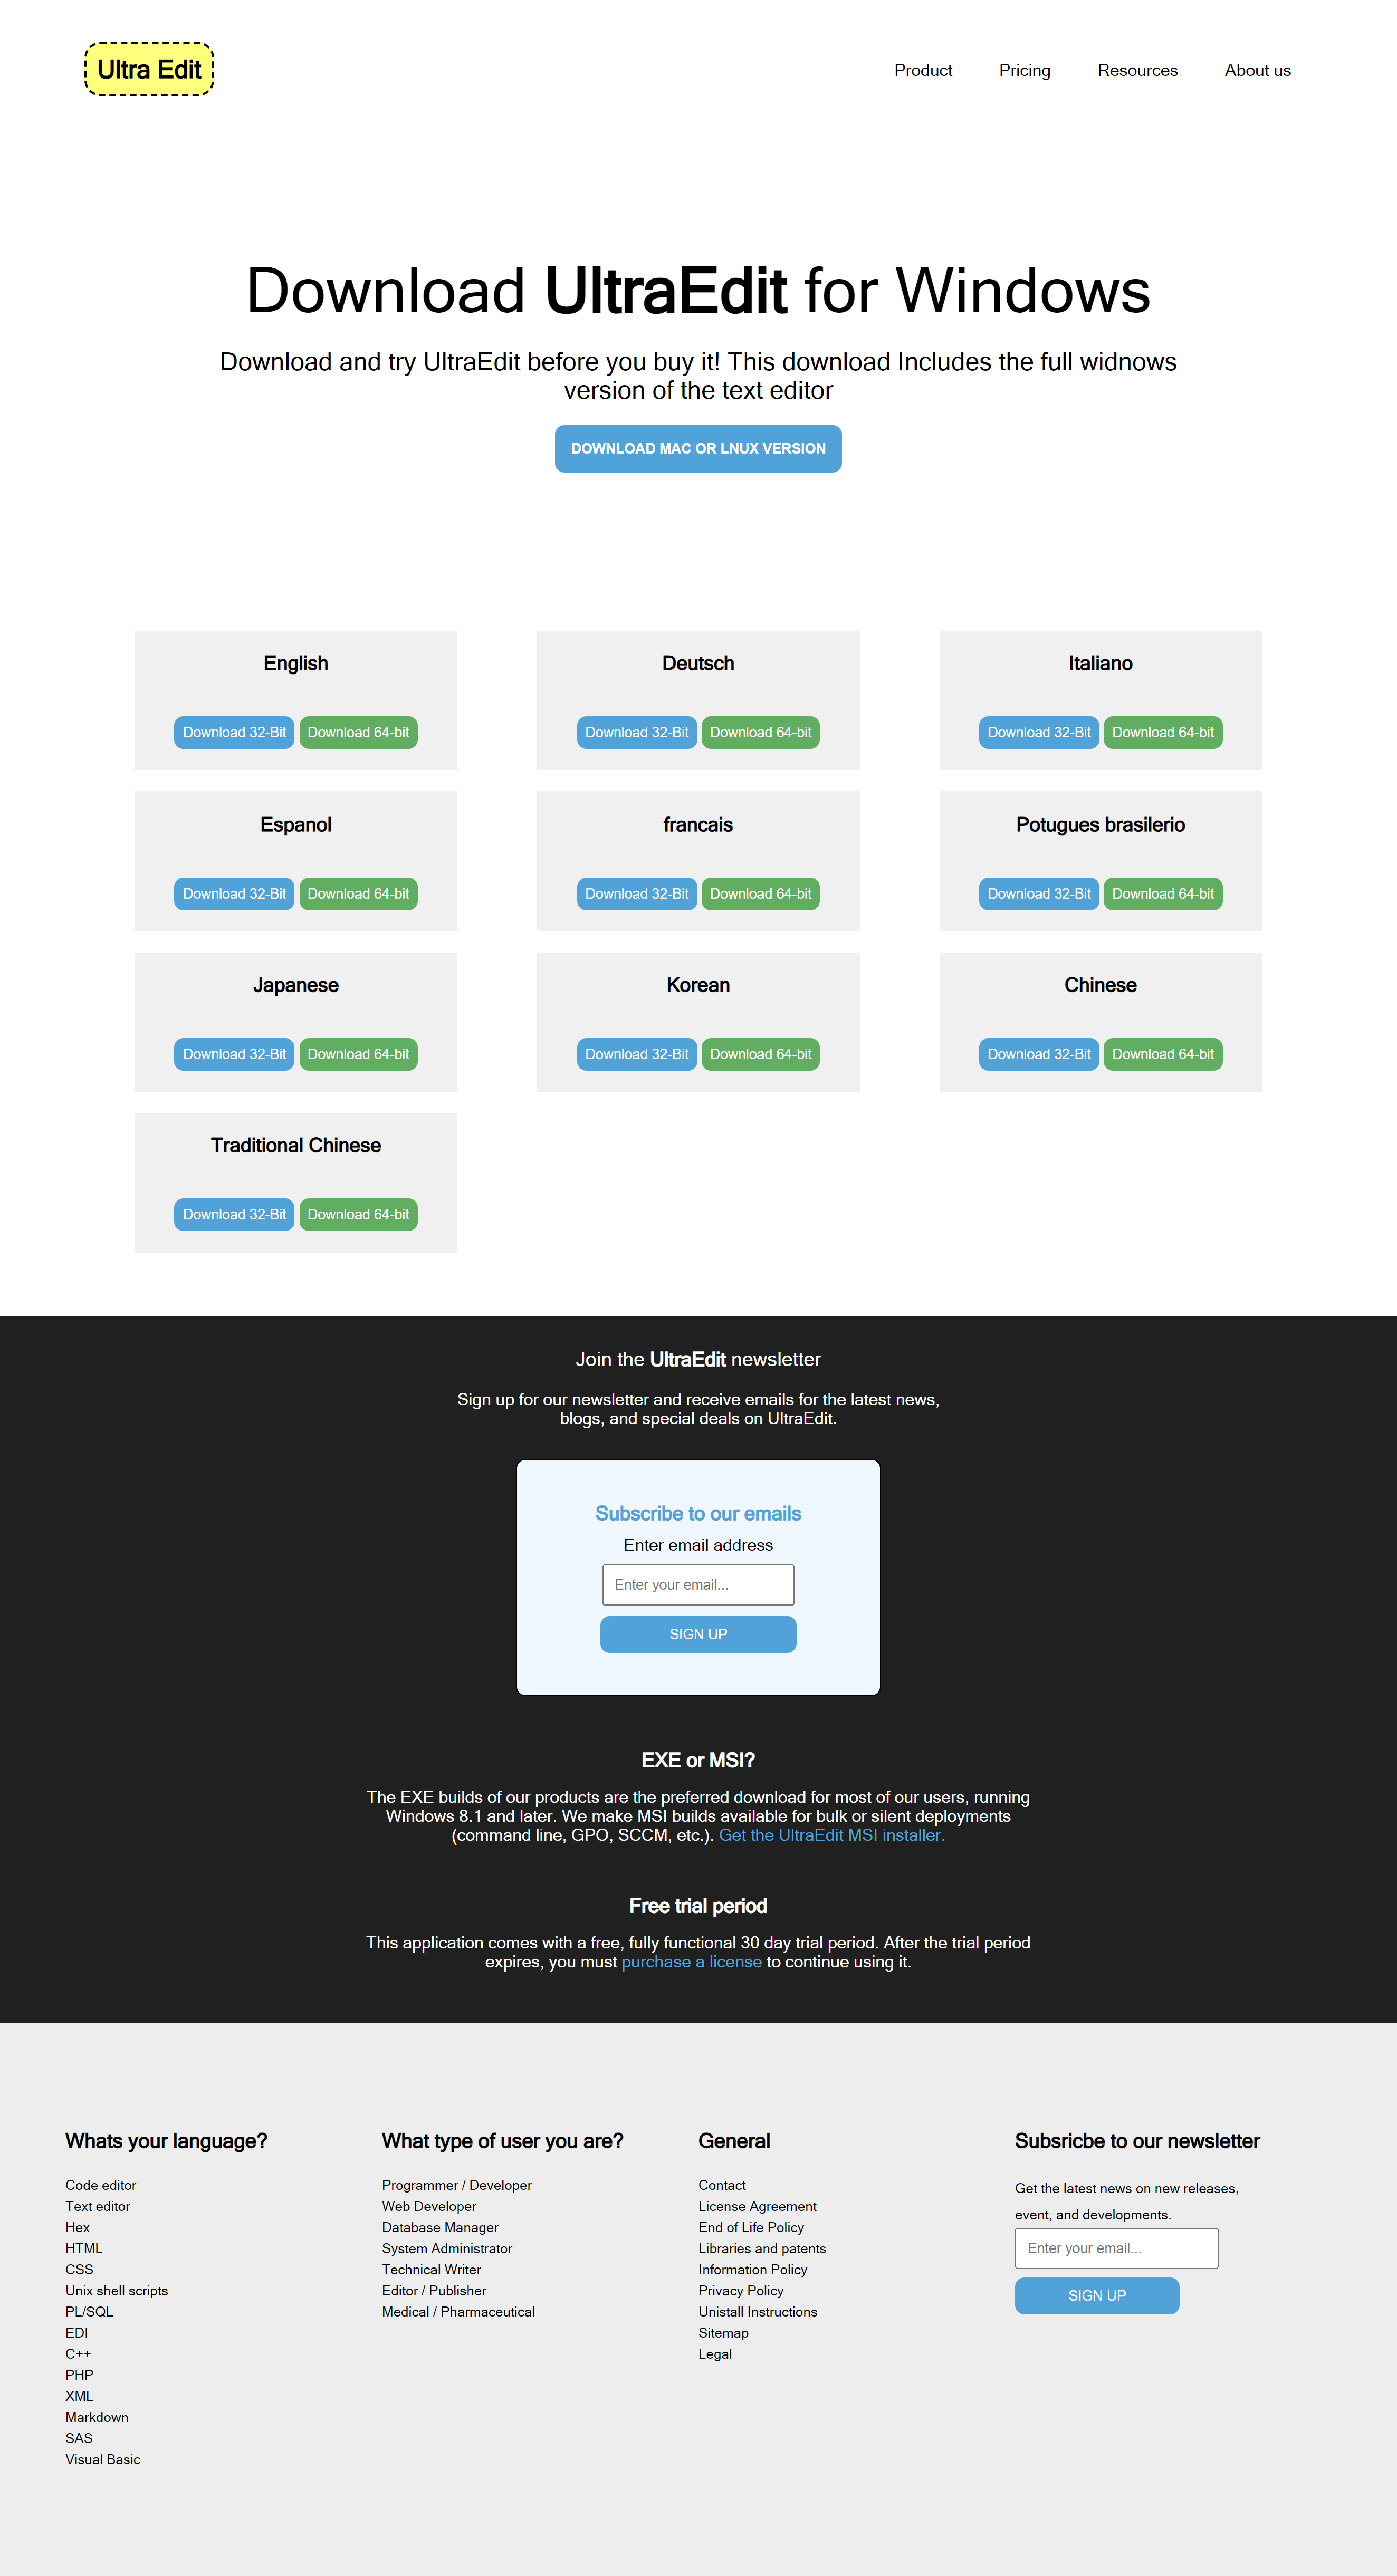 Ultra Edit
Product Pricing Resources About us
Download UltraEdit for Windows
Download and try UltraEdit before you buy it! This download Includes the full widnows
version of the text editor
DOWNLOAD MAC OR LNUX VERSION
English
Download 32-Bit Download 64-bit
Deutsch
Download 32-Bit Download 64-bit
Italiano
Download 32-Bit Download 64-bit
Espanol
Download 32-Bit Download 64-bit
francais
Download 32-Bit Download 64-bit
Potugues brasilerio
Download 32-Bit Download 64-bit
Japanese
Download 32-Bit Download 64-bit
Korean
Download 32-Bit Download 64-bit
Chinese
Download 32-Bit Download 64-bit
Traditional Chinese
Download 32-Bit Download 64-bit
Join the UltraEdit newsletter
Sign up for our newsletter and receive emails for the latest news,
blogs, and special deals on UltraEdit.
Subscribe to our emails
Enter email address
Enter your email...
SIGN UP
EXE or MSI?
The EXE builds of our products are the preferred download for most of our users, running
Windows 8.1 and later. We make MSI builds available for bulk or silent deployments
(command line, GPO, SCCM, etc.). Get the UltraEdit MSI installer.
Free trial period
This application comes with a free, fully functional 30 day trial period. After the trial period
expires, you must purchase a license to continue using it.
Whats your language?
Code editor
Text editor
Hex
HTML
CSS
Unix shell scripts
PL/SQL
EDI
C++
PHP
XML
Markdown
SAS
Visual Basic
What type of user you are?
Programmer / Developer
Web Developer
Database Manager
System Administrator
Technical Writer
Editor / Publisher
Medical / Pharmaceutical
General
Contact
License Agreement
End of Life Policy
Libraries and patents
Information Policy
Privacy Policy
Unistall Instructions
Sitemap
Legal
Subsricbe to our newsletter
Get the latest news on new releases,
event, and developments.
Enter your email...
SIGN UP